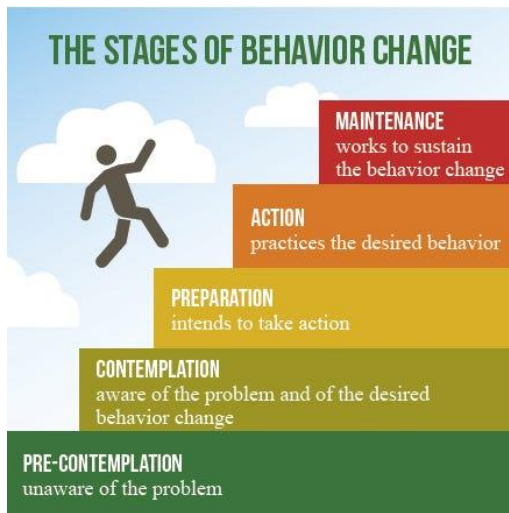 THE STAGES OF BEHAVIOR CHANGE
MAINTENANCE
works to sustain
the behavior change
ACTION
practices the desired behavior
PREPARATION
intends to take action
CONTEMPLATION
aware of the problem and of the desired
behavior change
PRE-CONTEMPLATION
unaware of the problem